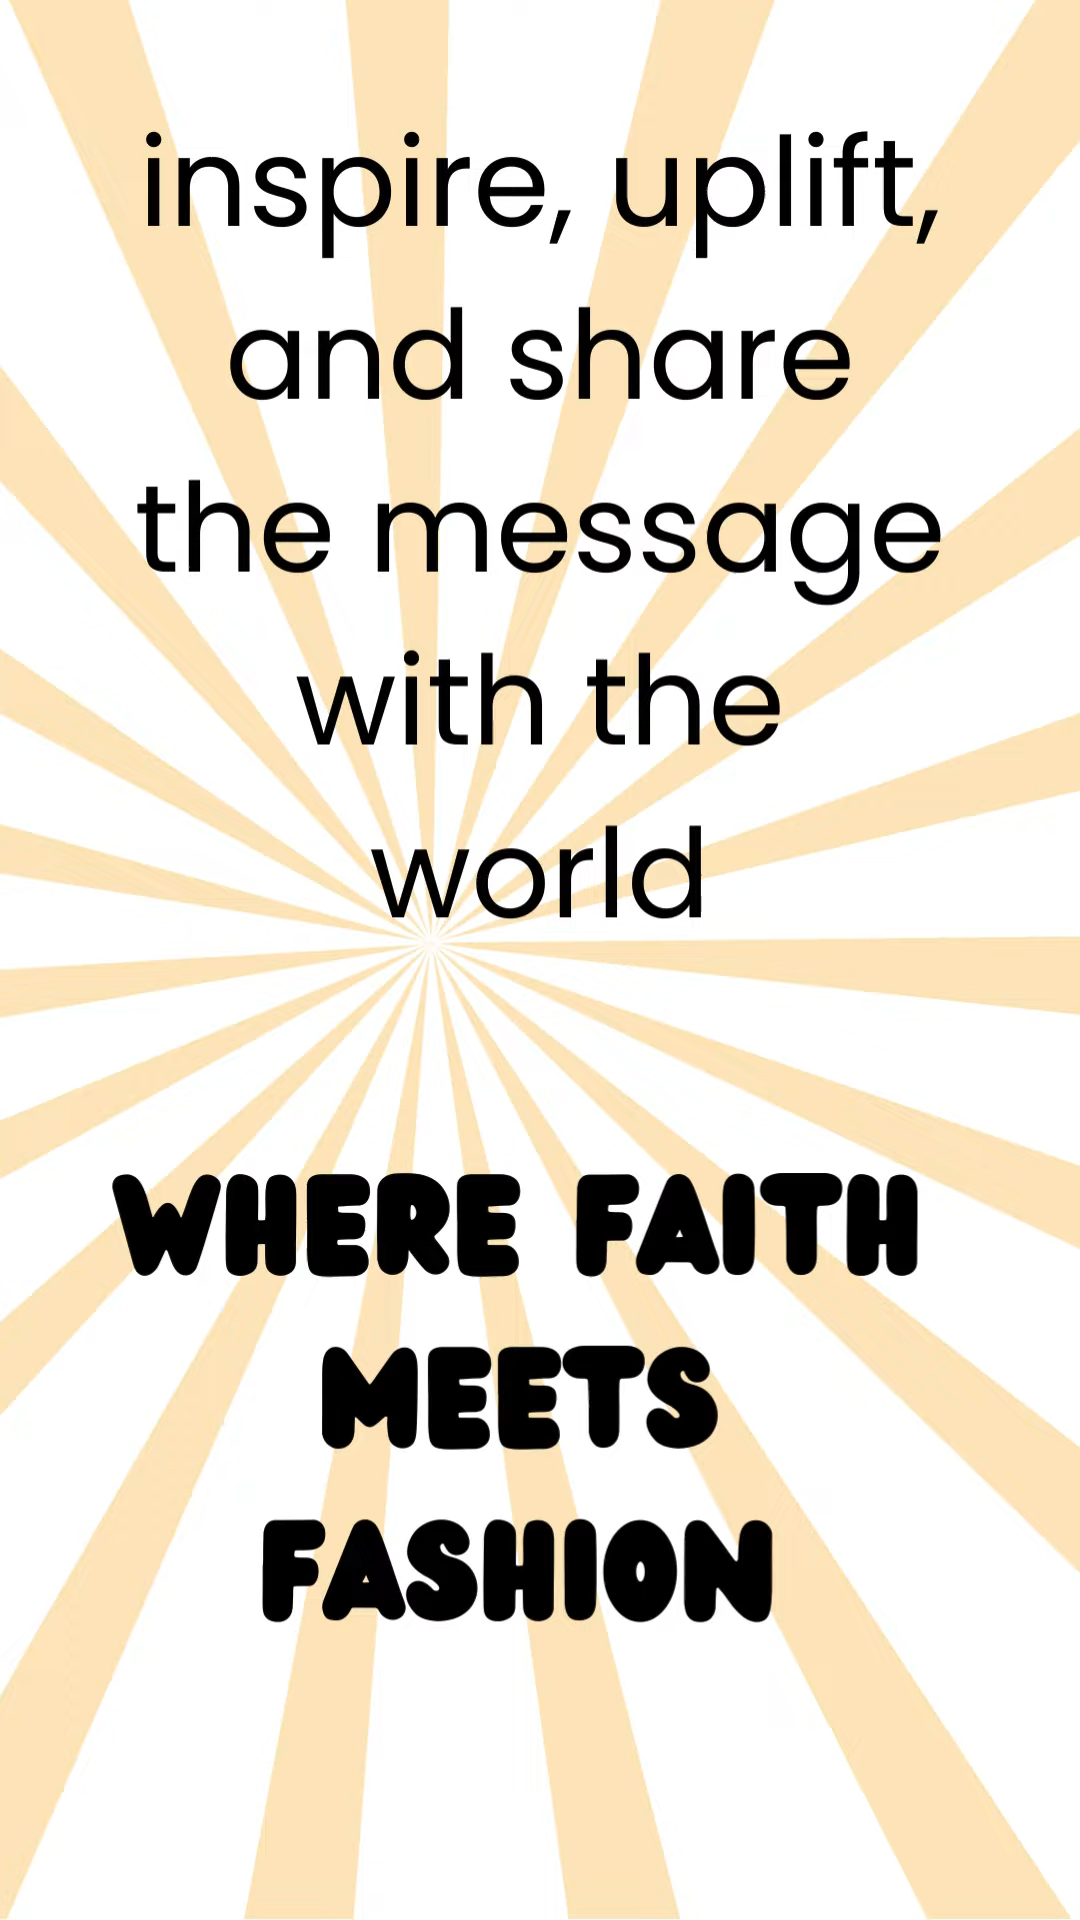 inspire, uplift,
and share
the message
with the
world
WHERE FAITH
MEETS
FASHION